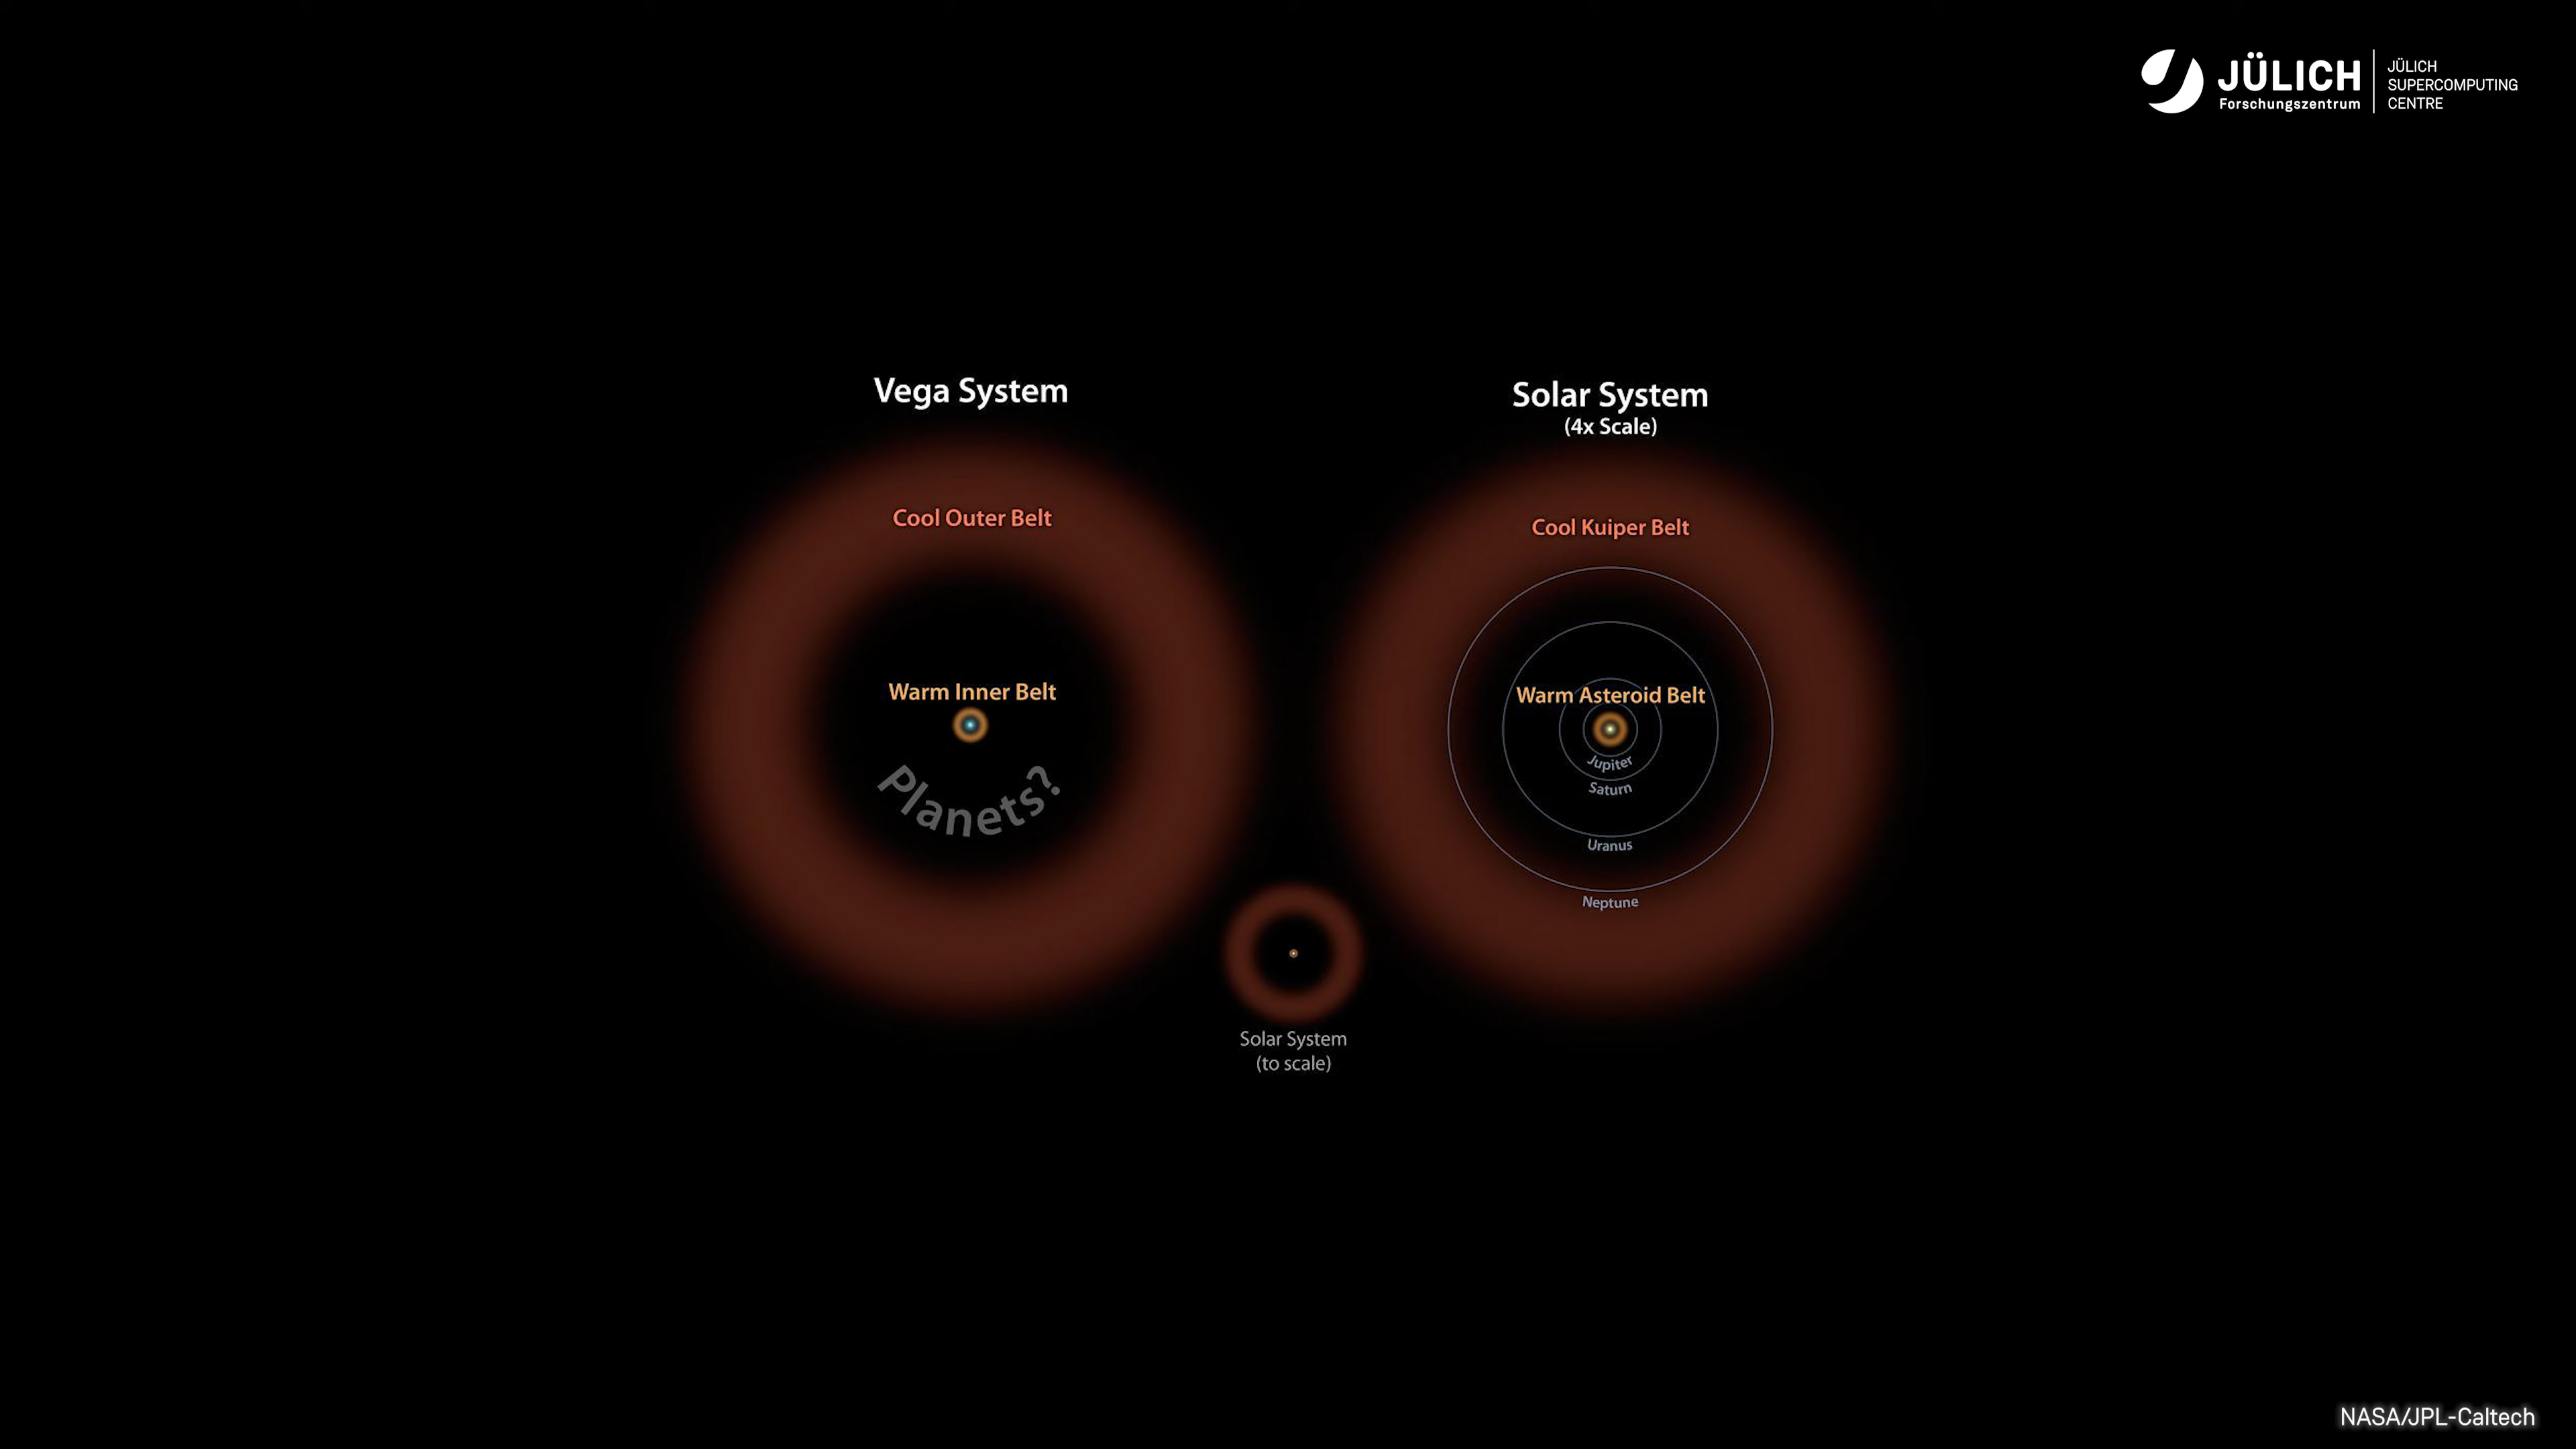 JÜLICH
Forschungszentrum
JÜLICH
SUPERCOMPUTING
CENTRE
Vega System
Cool Outer Belt
Warm Inner Belt
Planets?
Solar System
(4x Scale)
Cool Kuiper Belt
Warm Asteroid Belt
Jupiter
Saturn
Uranus
Neptune
Solar System
(to scale)
NASA/JPL-Caltech